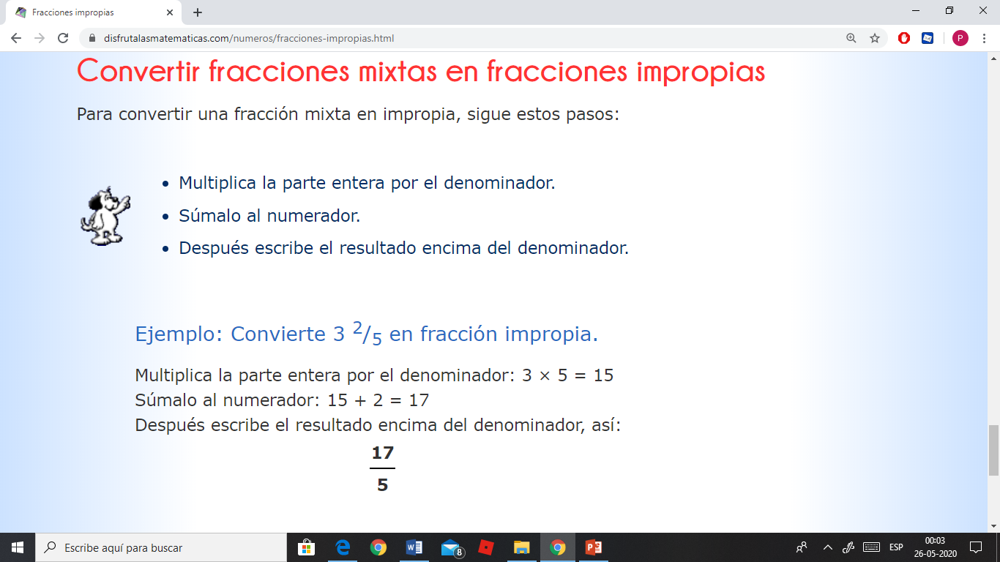 Fracciones impropias
disfrutalasmatematicas.com/numeros/fracciones-impropias.html
P
Convertir fracciones mixtas en fracciones impropias
Para convertir una fracción mixta en impropia, sigue estos pasos:
• Multiplica la parte entera por el denominador.
• Súmalo al numerador.
• Después escribe el resultado encima del denominador.
Ejemplo: Convierte 3 2/5 en fracción impropia.
Multiplica la parte entera por el denominador: 3 × 5 = 15
Súmalo al numerador: 15 + 2 = 17
Después escribe el resultado encima del denominador, así:
17
5
Escribe aquí para buscar
8
ESP
00:03
26-05-2020